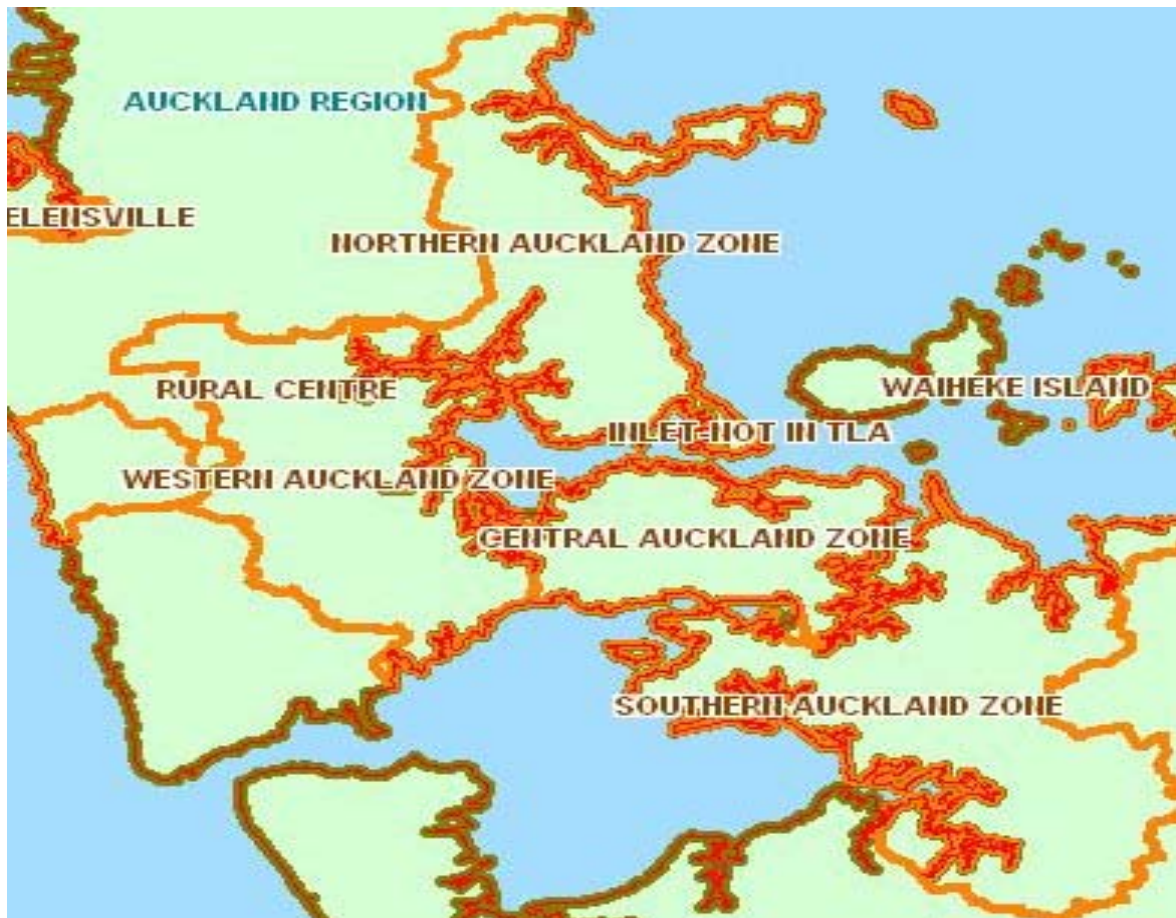 AUCKLAND REGION
ELENSVILLE
NORTHERN AUCKLAND ZONE
RURAL CENTRE
WAIHEKE ISLAND
INLET-NOT IN TLA
WESTERN AUCKLAND ZONE
CENTRAL AUCKLAND ZONE
SOUTHERN AUCKLAND ZONE